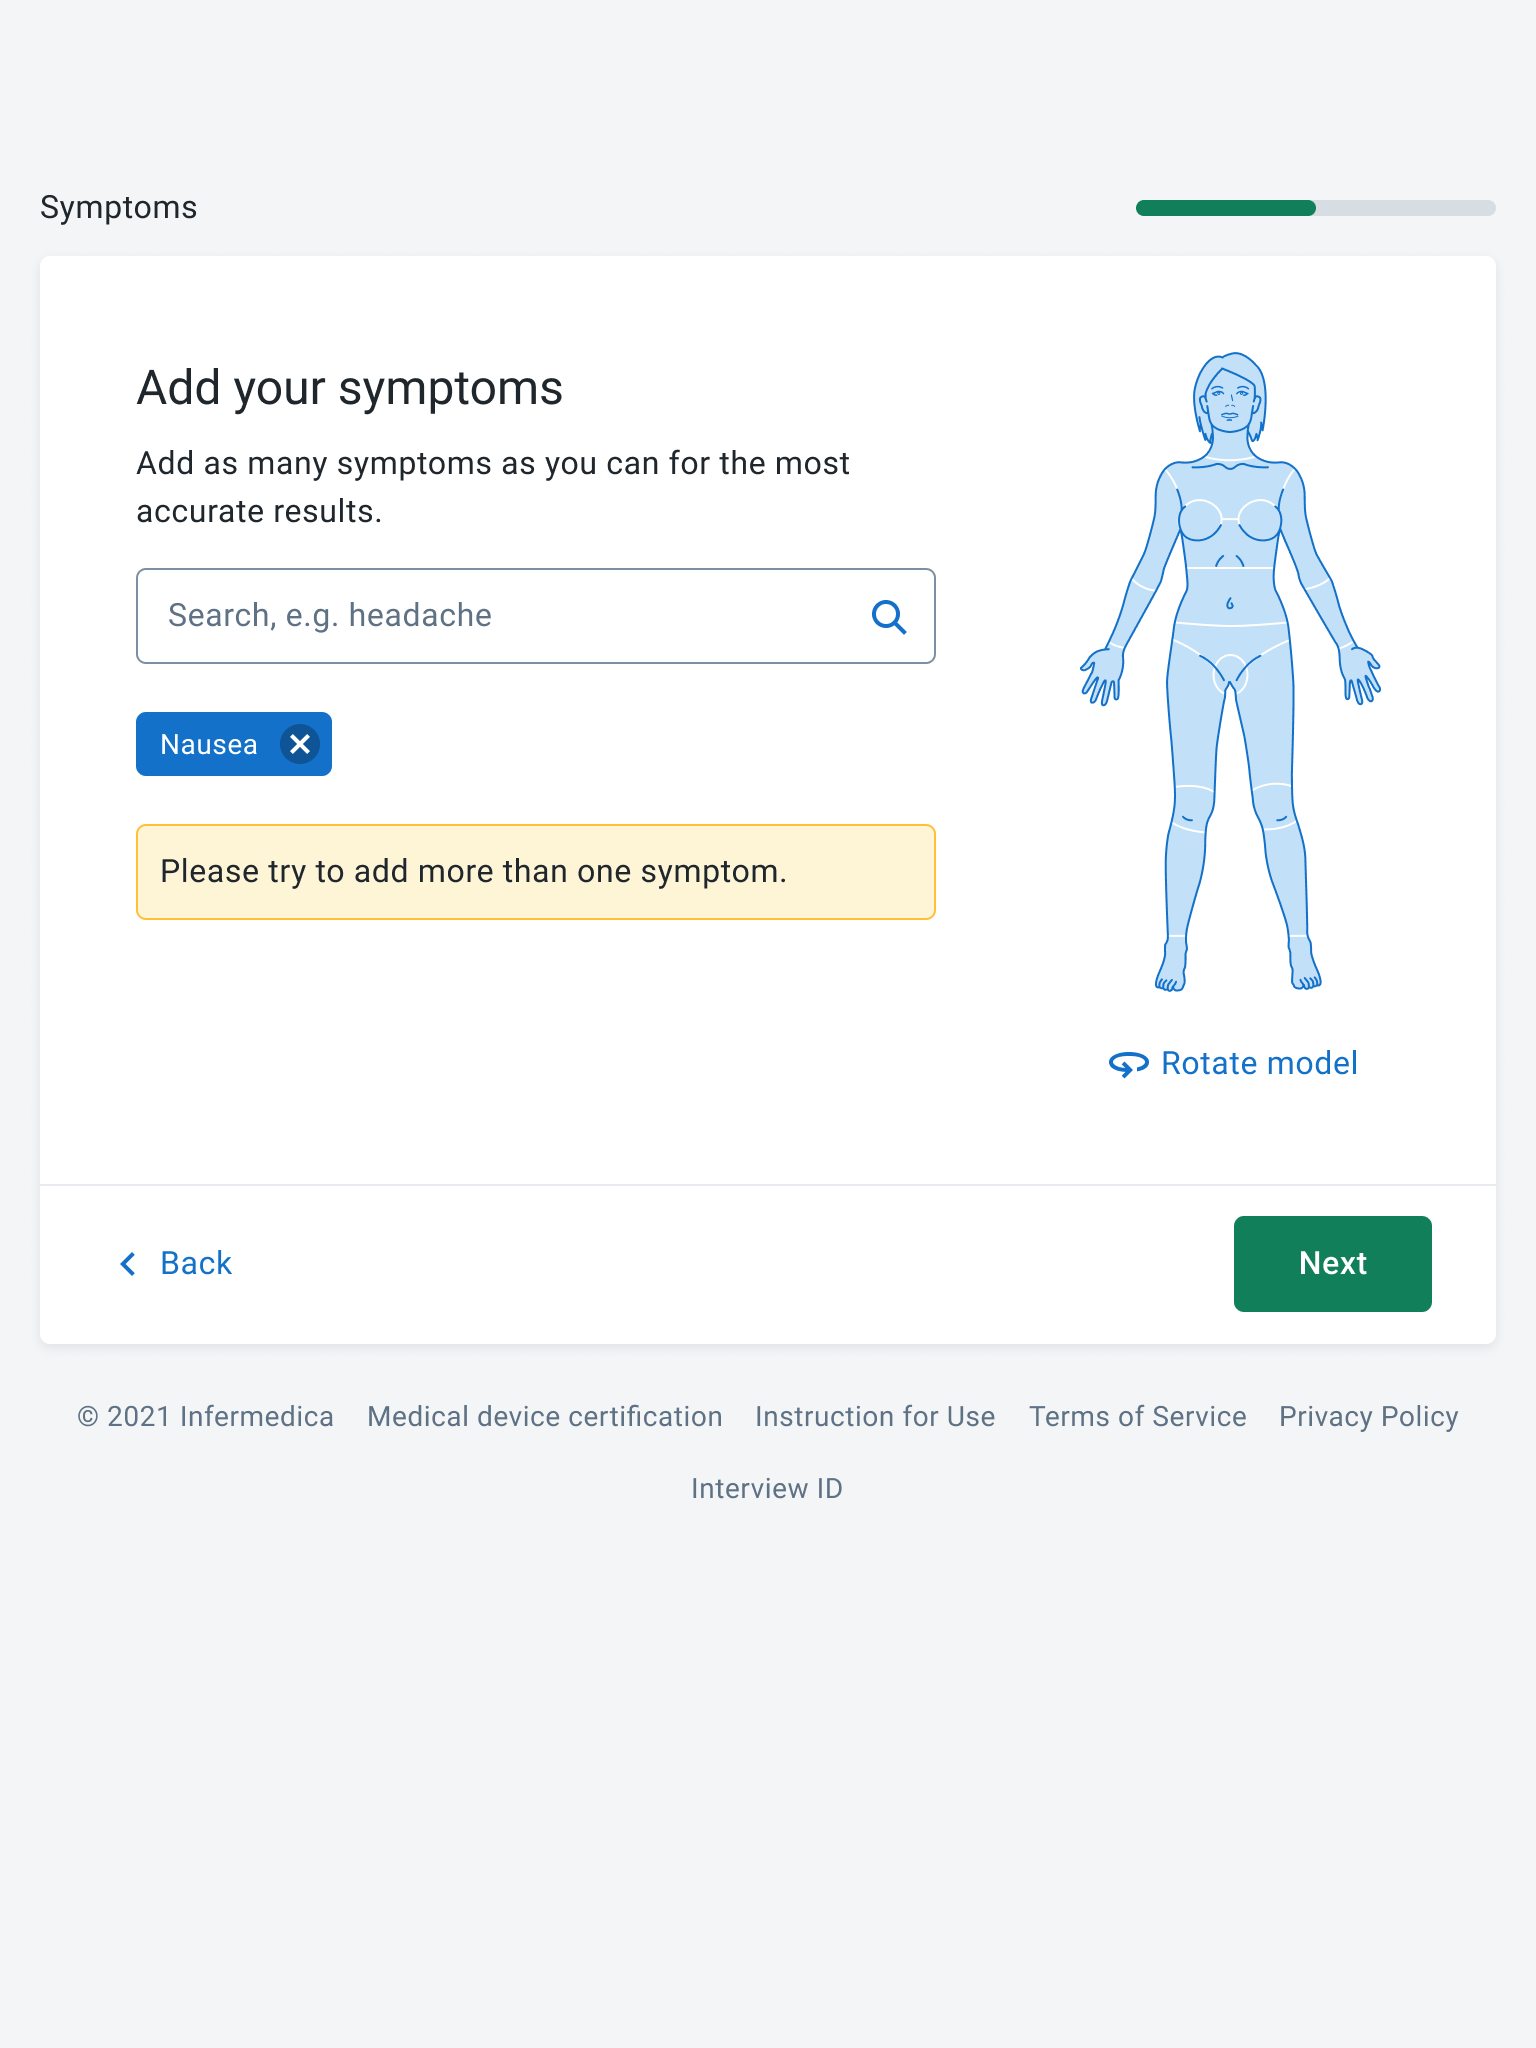 Symptoms
Add your symptoms
Add as many symptoms as you can for the most
accurate results.
Search, e.g. headache
Nausea
Please try to add more than one symptom.
Rotate model
Back
Next
© 2021 Infermedica Medical device certification Instruction for Use Terms of Service Privacy Policy
Interview ID